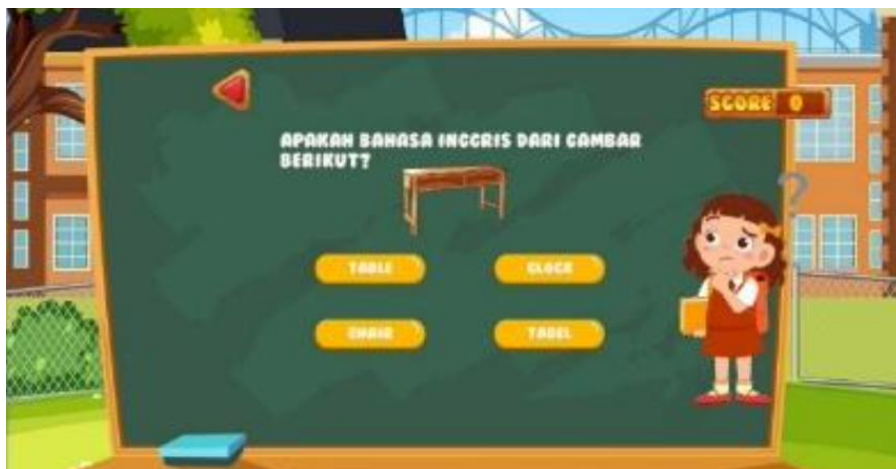 SCORE 0
APAKAH BAHASA INGGRIS DARI GAMBAR
BERIKUT?
TABLE
CLOCK
CHAIR
TABEL